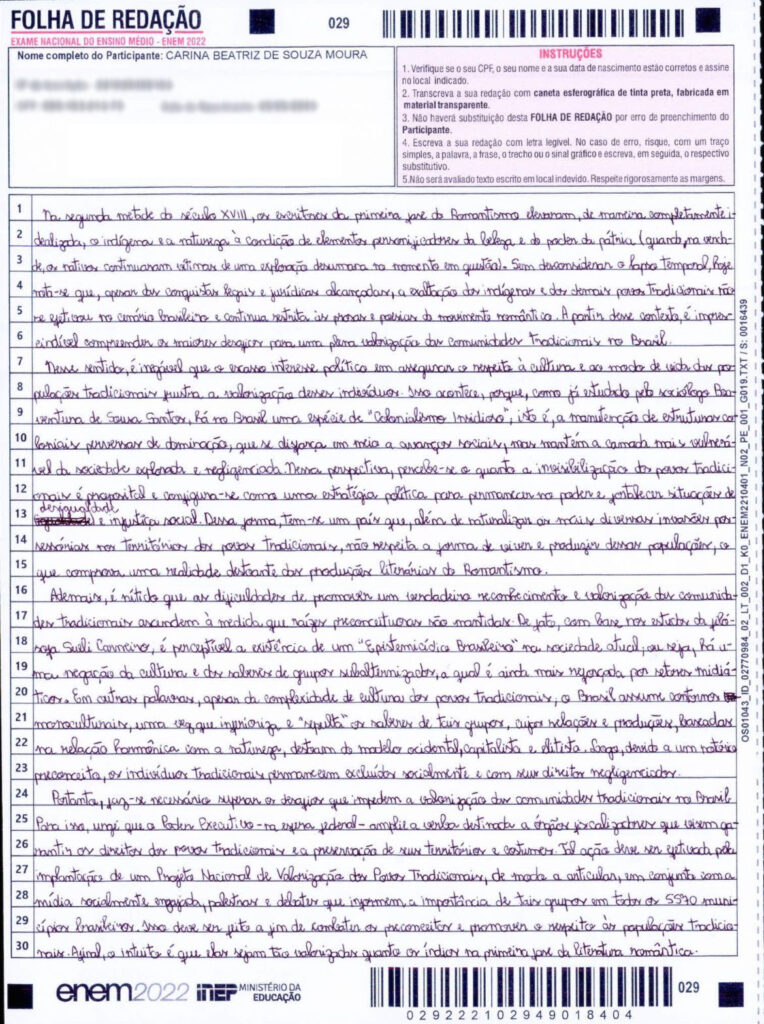 FOLHA DE REDAÇÃO
029
EXAME NACIONAL DO ENSINO MÉDIO - ENEM 2022
Nome completo do Participante: CARINA BEATRIZ DE SOUZA MOURA
INSTRUÇÕES
1. Verifique se o seu CPF, o seu nome e a sua data de nascimento estão corretos e assine
no local indicado.
2. Transcreva a sua redação com caneta esferográfica de tinta preta, fabricada em
material transparente.
3. Não haverá substituição desta FOLHA DE REDAÇÃO por erro de preenchimento do
Participante.
4. Escreva a sua redação com letra legível. No caso de erro, risque, com um traço
simples, a palavra, a frase, o trecho ou o sinal gráfico e escreva, em seguida, o respectivo
substitutivo.
5.Não será avaliado texto escrito em local indevido. Respeite rigorosamente as margens.
1 Na segunda metade do século XVIII, os escritores da primeira fase do Romantismo elevaram, de maneira completamente i-
2 dealizada, o indígena e a natureza à condição de elementos personificadores da beleza e do poder da pátria (quando, na verda-
3 de, os nativos continuaram vítimas de uma exploração desumana no momento em questão). Sem desconsiderar o lapso temporal, hoje
4 nota-se que, apesar das conquistas legais e jurídicas alcançadas, a exaltação dos indígenas e dos demais povos tradicionais não
5 se efetivou no cenário brasileiro e continua restrita às prosas e poesias do movimento romântico. A partir desse contexto, é impres-
6 cindível compreender os maiores desafios para uma plena valorização das comunidades tradicionais no Brasil.
7 Nesse sentido, é inegável que o escasso interesse político em assegurar o respeito à cultura e ao modo de vida das po-
8 pulações tradicionais frustra a valorização desses indivíduos. Isso acontece, porque, como já estudado pelo sociólogo Boa-
9 ventura de Sousa Santos, há no Brasil uma espécie de "Colonialismo Insidioso", isto é, a manutenção de estruturas co-
10 loniais perversas de dominação, que se disfarça em meio a avanços sociais, mas mantém a camada mais vulnerá-
11 vel da sociedade explorada e negligenciada. Nessa perspectiva, percebe-se o quanto a invisibilização dos povos tradici-
12 onais é proposital e configura-se como uma estratégia política para permanecer no poder e fortalecer situações de
desigualdade
13 e injustiça social. Dessa forma, tem-se um país que, além de naturalizar as mais diversas invasões pos-
14 sessórias nos territórios dos povos tradicionais, não respeita a forma de viver e produzir dessas populações, o
15 que comprova uma realidade destoante das produções literárias do Romantismo.
16 Ademais, é nítido que as dificuldades de promover um verdadeiro reconhecimento e valorização das comunida-
17 des tradicionais ascendem à medida que raízes preconceituosas são mantidas. De fato, com base nos estudos da filó-
18 sofa Sueli Carneiro, é perceptível a existência de um "Epistemicídio Brasileiro" na sociedade atual, ou seja, há u-
19 ma negação da cultura e dos saberes de grupos subalternizados, a qual é ainda mais reforçada por setores midiá-
20 ticos. Em outras palavras, apesar da complexidade de cultura dos povos tradicionais, o Brasil assume contornos
21 monoculturais, uma vez que inferioriza e "sepulta" os saberes de tais grupos, cujas relações e produções, baseadas
22 na relação harmônica com a natureza, destoam do modelo ocidental, capitalista e elitista. Logo, devido a um notório
23 preconceito, os indivíduos tradicionais permanecem excluídos socialmente e com seus direitos negligenciados.
24 Portanto, faz-se necessário superar os desafios que impedem a valorização das comunidades tradicionais no Brasil.
25 Para isso, urge que o Poder Executivo - na esfera federal - amplie a verba destinada a órgãos fiscalizadores que visem ga-
26 rantir os direitos dos povos tradicionais e a preservação de seus territórios e costumes. Tal ação deve ser efetivada pela
27 implantação de um Projeto Nacional de Valorização dos Povos Tradicionais, de modo a articular, em conjunto com a
28 mídia socialmente engajada, palestras e debates que informem a importância de tais grupos em todos os 5570 muni-
29 cípios brasileiros. Isso deve ser feito a fim de combater os preconceitos e promover o respeito às populações tradicio-
30 nais. Afinal, o intuito é que elas sejam tão valorizadas quanto os índios na primeira fase da literatura romântica.
OS01043_ID_02770984_02_LT_002_D1_K0_ENEM2210401_N02_PE_001_G019.TXT / S: 0016439
enem2022 INEP MINISTÉRIO DA
EDUCAÇÃO
029
029222102949018404